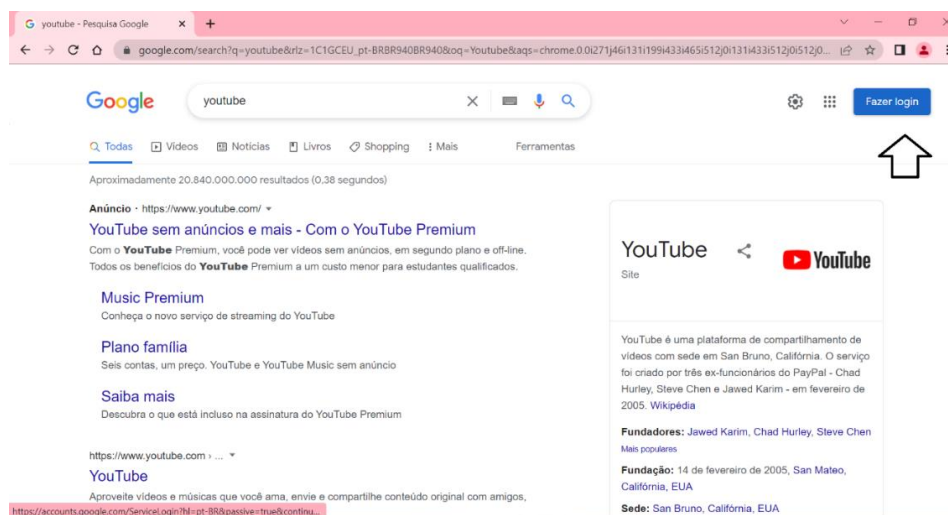 youtube - Pesquisa Google
google.com/search?q=youtube&rlz=1C1GCEU_pt-BRBR940BR940&oq=Youtube&aqs=chrome.0.0i271j46i131i199i433i465i512j0i131i433i512j0i512j0...
Google
youtube
Fazer login
Todas Vídeos Notícias Livros Shopping Mais Ferramentas
Aproximadamente 20.840.000.000 resultados (0,38 segundos)
Anúncio · https://www.youtube.com/
YouTube sem anúncios e mais - Com o YouTube Premium
Com o YouTube Premium, você pode ver vídeos sem anúncios, em segundo plano e off-line.
Todos os benefícios do YouTube Premium a um custo menor para estudantes qualificados.
Music Premium
Conheça o novo serviço de streaming do YouTube
Plano família
Seis contas, um preço. YouTube e YouTube Music sem anúncio
Saiba mais
Descubra o que está incluso na assinatura do YouTube Premium
https://www.youtube.com › ...
YouTube
Aproveite vídeos e músicas que você ama, envie e compartilhe conteúdo original com amigos,
https://accounts.google.com/ServiceLogin?hl=pt-BR&passive=true&continu...
YouTube
Site
YouTube
YouTube é uma plataforma de compartilhamento de
vídeos com sede em San Bruno, Califórnia. O serviço
foi criado por três ex-funcionários do PayPal - Chad
Hurley, Steve Chen e Jawed Karim - em fevereiro de
2005. Wikipédia
Fundadores: Jawed Karim, Chad Hurley, Steve Chen
Mais populares
Fundação: 14 de fevereiro de 2005, San Mateo,
Califórnia, EUA
Sede: San Bruno, Califórnia, EUA